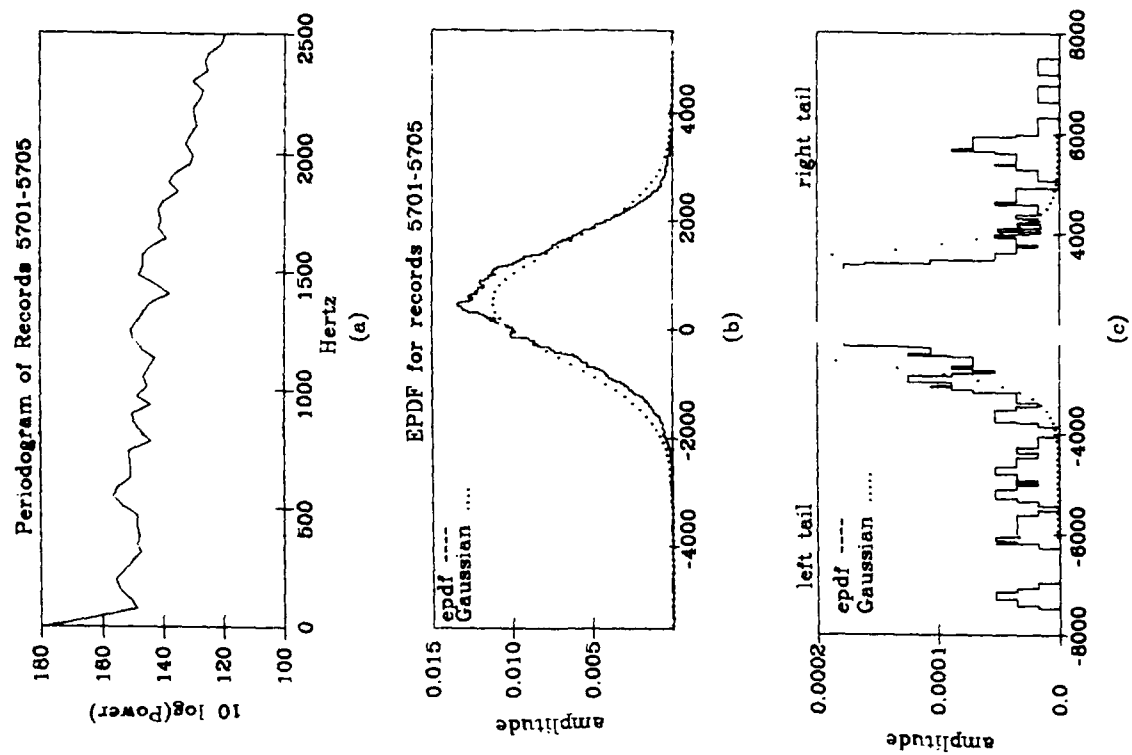 Periodogram of Records 5701-5705
180
160
140
120
100
10 log(Power)
0 500 1000 1500 2000 2500
Hertz
(a)
EPDF for records 5701-5705
epdf ----
Gaussian ....
0.015
0.010
0.005
amplitude
-4000 -2000 0 2000 4000
(b)
left tail right tail
epdf ----
Gaussian .....
0.0002
0.0001
0.0
amplitude
-8000 -6000 -4000 4000 6000 8000
(c)